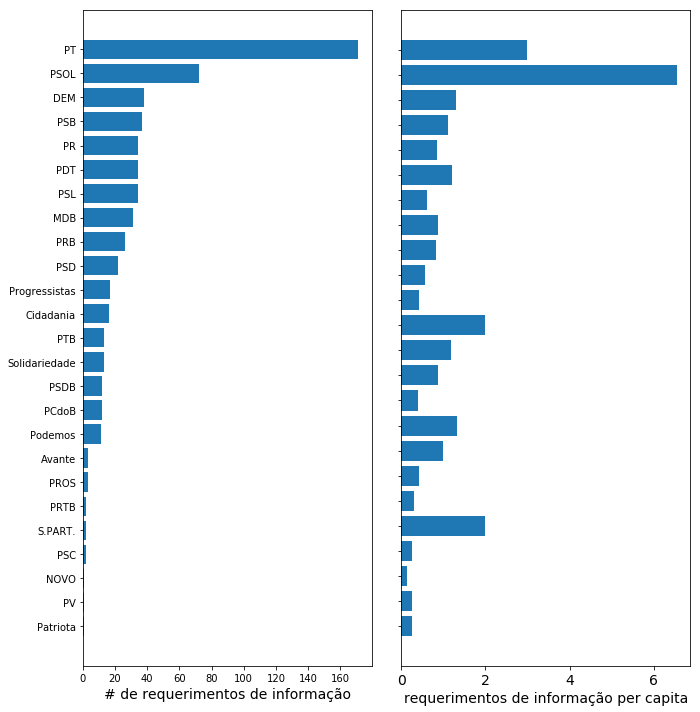 PT
PSOL
DEM
PSB
PR
PDT
PSL
MDB
PRB
PSD
Progressistas
Cidadania
PTB
Solidariedade
PSDB
PCdoB
Podemos
Avante
PROS
PRTB
S.PART.
PSC
NOVO
PV
Patriota
0 20 40 60 80 100 120 140 160
# de requerimentos de informação
0 2 4 6
requerimentos de informação per capita